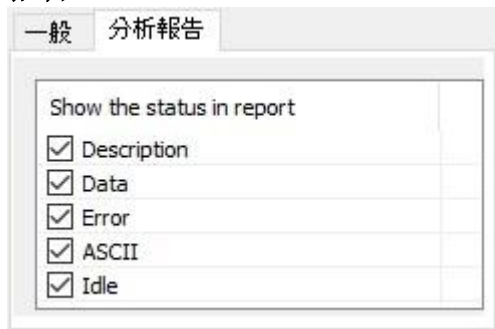 一般 分析報告
Show the status in report
Description
Data
Error
ASCII
Idle